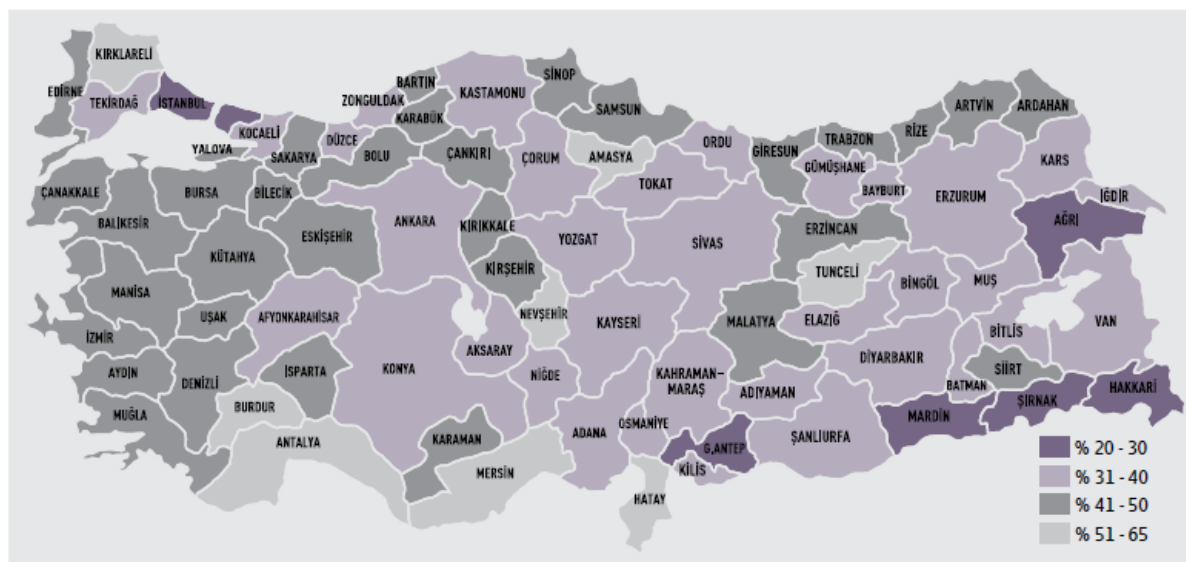 KIRKLARELİ
EDİRNE
TEKİRDAĞ
İSTANBUL
KOCAELİ
YALOVA
SAKARYA
DÜZCE
ZONGULDAK
BARTIN
KARABÜK
KASTAMONU
SİNOP
SAMSUN
BOLU
ÇANKIRI
ÇORUM
AMASYA
TOKAT
ORDU
GİRESUN
TRABZON
RİZE
ARTVİN
ARDAHAN
GÜMÜŞHANE
BAYBURT
ERZURUM
KARS
IĞDIR
AĞRI
ÇANAKKALE
BALIKESİR
BURSA
BİLECİK
ESKİŞEHİR
KÜTAHYA
ANKARA
KIRIKKALE
KIRŞEHİR
YOZGAT
SİVAS
ERZİNCAN
TUNCELİ
BİNGÖL
MUŞ
MANİSA
UŞAK
AFYONKARAHİSAR
İZMİR
AYDIN
DENİZLİ
MUĞLA
ISPARTA
BURDUR
ANTALYA
KONYA
AKSARAY
NEVŞEHİR
NİĞDE
KAYSERİ
KARAMAN
MERSİN
ADANA
OSMANİYE
HATAY
KAHRAMAN-
MARAŞ
MALATYA
ELAZIĞ
ADIYAMAN
G.ANTEP
KİLİS
ŞANLIURFA
DİYARBAKIR
BATMAN
MARDİN
BİTLİS
SİİRT
ŞIRNAK
VAN
HAKKARİ
% 20 - 30
% 31 - 40
% 41 - 50
% 51 - 65